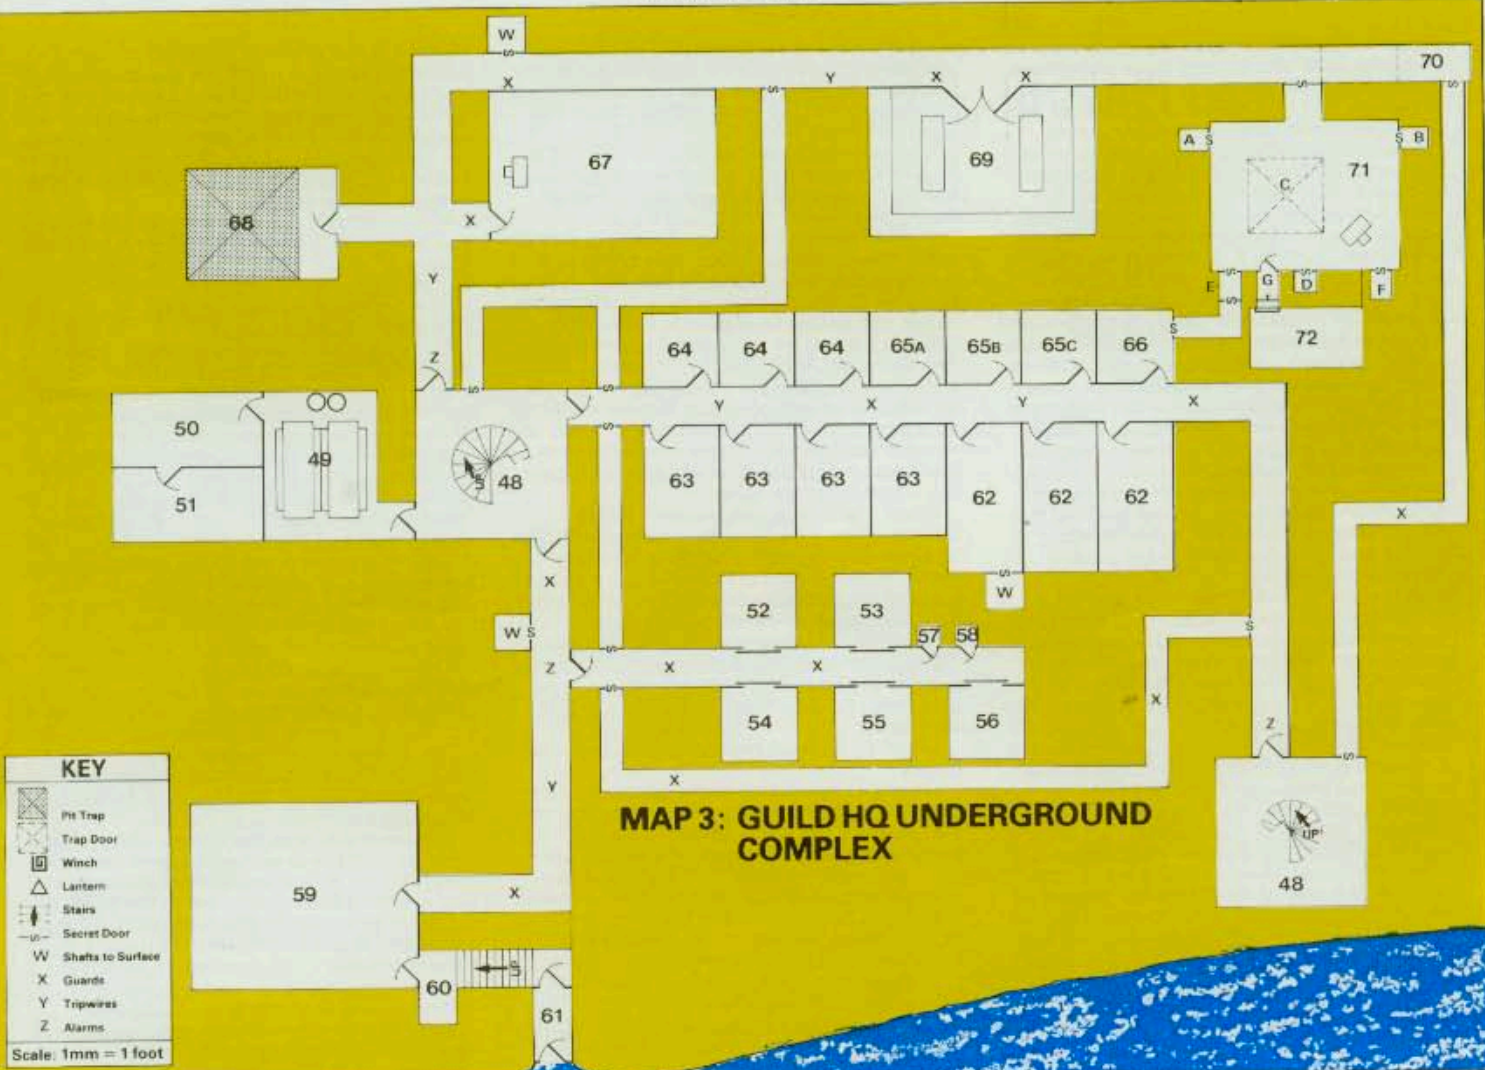 W
S
X
Y
X
X
S
70
S
S
67
69
A S
S B
C
71
68
X
Y
E
S
S
G
S
D
S
F
S
72
Z
S
S
64
64
64
65A
65B
65C
66
S
Y
X
Y
X
50
49
51
48
S
63
63
63
63
62
62
62
X
X
S
W
52
53
57
58
W S
S
S
Z
X
X
S
X
54
55
56
Z
Y
X
S
MAP 3: GUILD HQ UNDERGROUND
COMPLEX
UP
48
59
X
60
UP
61
KEY
Pit Trap
Trap Door
Winch
Lantern
Stairs
S Secret Door
W Shafts to Surface
X Guards
Y Tripwires
Z Alarms
Scale: 1mm = 1 foot